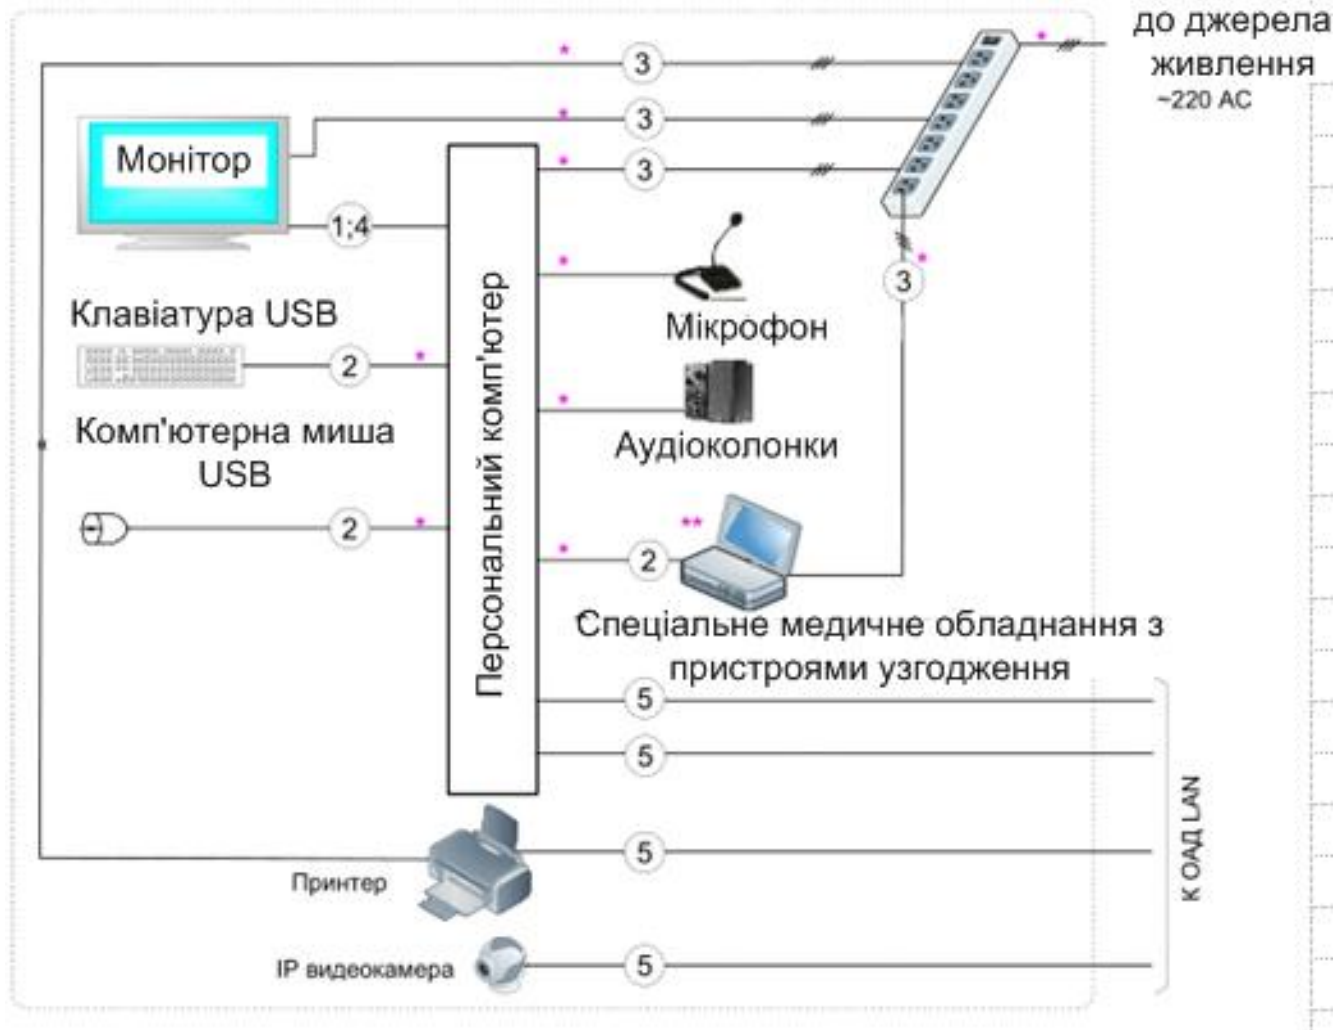 до джерела
живлення
~220 AC
*
3
*
3
*
3
Монітор
1;4
*
3
*
Мікрофон
Клавіатура USB
2
*
*
Аудіоколонки
Комп'ютерна миша
USB
2
*
Персональний комп'ютер
*
2
**
Спеціальне медичне обладнання з
пристроями узгодження
5
5
5
Принтер
5
IP видеокамера
К ОАД LAN
*